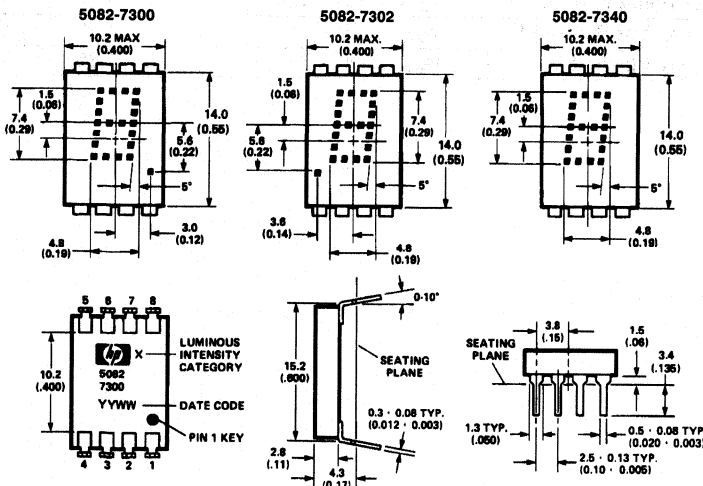 5082-7300
10.2 MAX
(0.400)
1.5
(0.06)
7.4
(0.29)
14.0
(0.55)
5.6
(0.22)
5°
3.0
(0.12)
4.8
(0.19)
5082-7302
10.2 MAX.
(0.400)
1.5
(0.06)
7.4
(0.29)
5.6
(0.22)
14.0
(0.55)
5°
3.6
(0.14)
4.8
(0.19)
5082-7340
10.2 MAX.
(0.400)
1.5
(0.06)
7.4
(0.29)
14.0
(0.55)
5°
4.8
(0.19)
5 6 7 8
hp X
5082
7300
YYWW
LUMINOUS
INTENSITY
CATEGORY
DATE CODE
PIN 1 KEY
10.2
(.400)
4 3 2 1
0-10°
15.2
(.600)
SEATING
PLANE
0.3 · 0.08 TYP.
(0.012 · 0.003)
2.8
(.11)
4.3
(0.17)
SEATING
PLANE
3.8
(.15)
1.5
(.06)
3.4
(.135)
1.3 TYP.
(.050)
0.5 · 0.08 TYP
(0.020 · 0.003)
2.5 · 0.13 TYP.
(0.10 · 0.005)